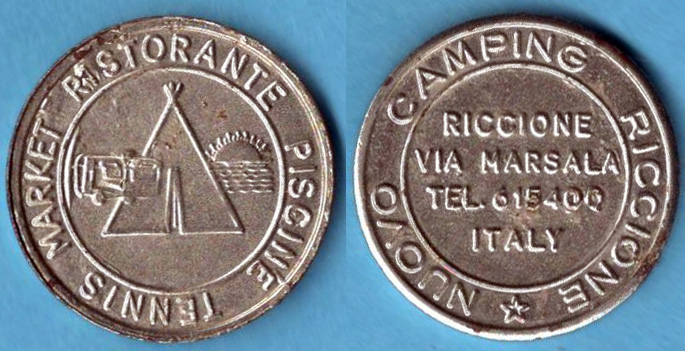 TENNIS MARKET RISTORANTE PISCINE
NUOVO CAMPING RICCIONE
RICCIONE
VIA MARSALA
TEL. 615400
ITALY